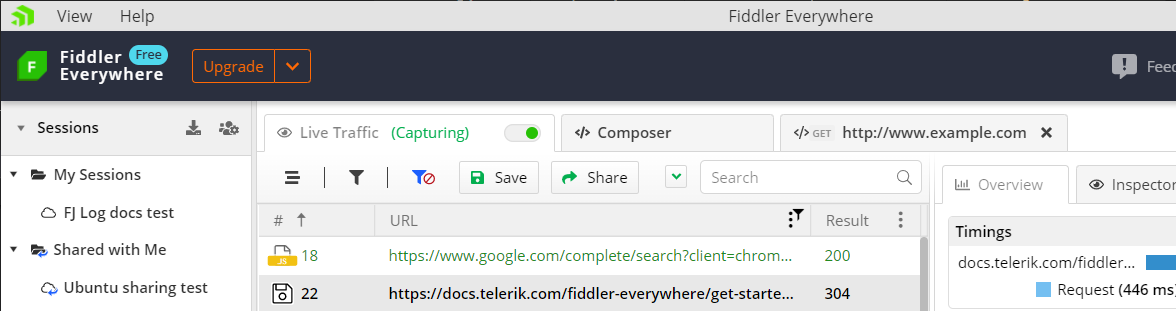 View Help Fiddler Everywhere
Fiddler Free
Everywhere
Upgrade
Feed
Sessions
My Sessions
FJ Log docs test
Shared with Me
Ubuntu sharing test
Live Traffic (Capturing)
</> Composer
</> GET http://www.example.com ×
Save Share Search
# ↑ URL Result
JS 18 https://www.google.com/complete/search?client=chrom... 200
22 https://docs.telerik.com/fiddler-everywhere/get-starte... 304
Overview Inspector
Timings
docs.telerik.com/fiddler...
Request (446 ms)